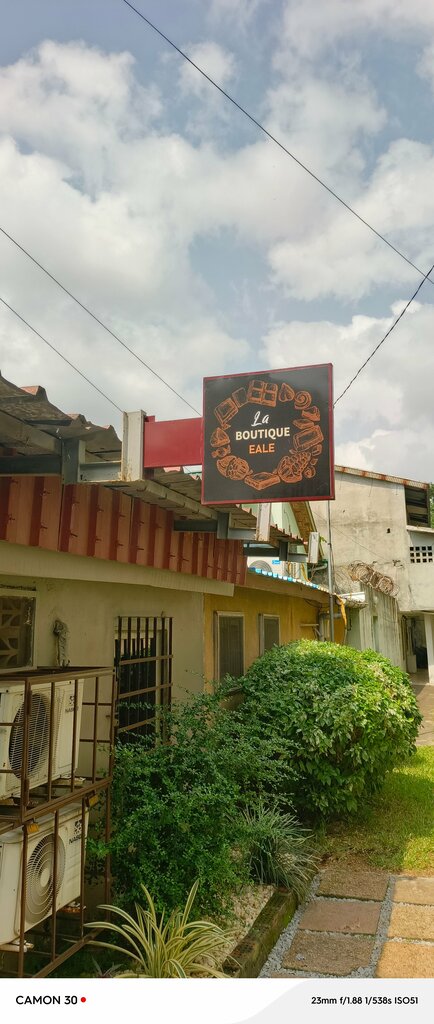 La
BOUTIQUE
EALE
CAMON 30
23mm f/1.88 1/538s ISO51